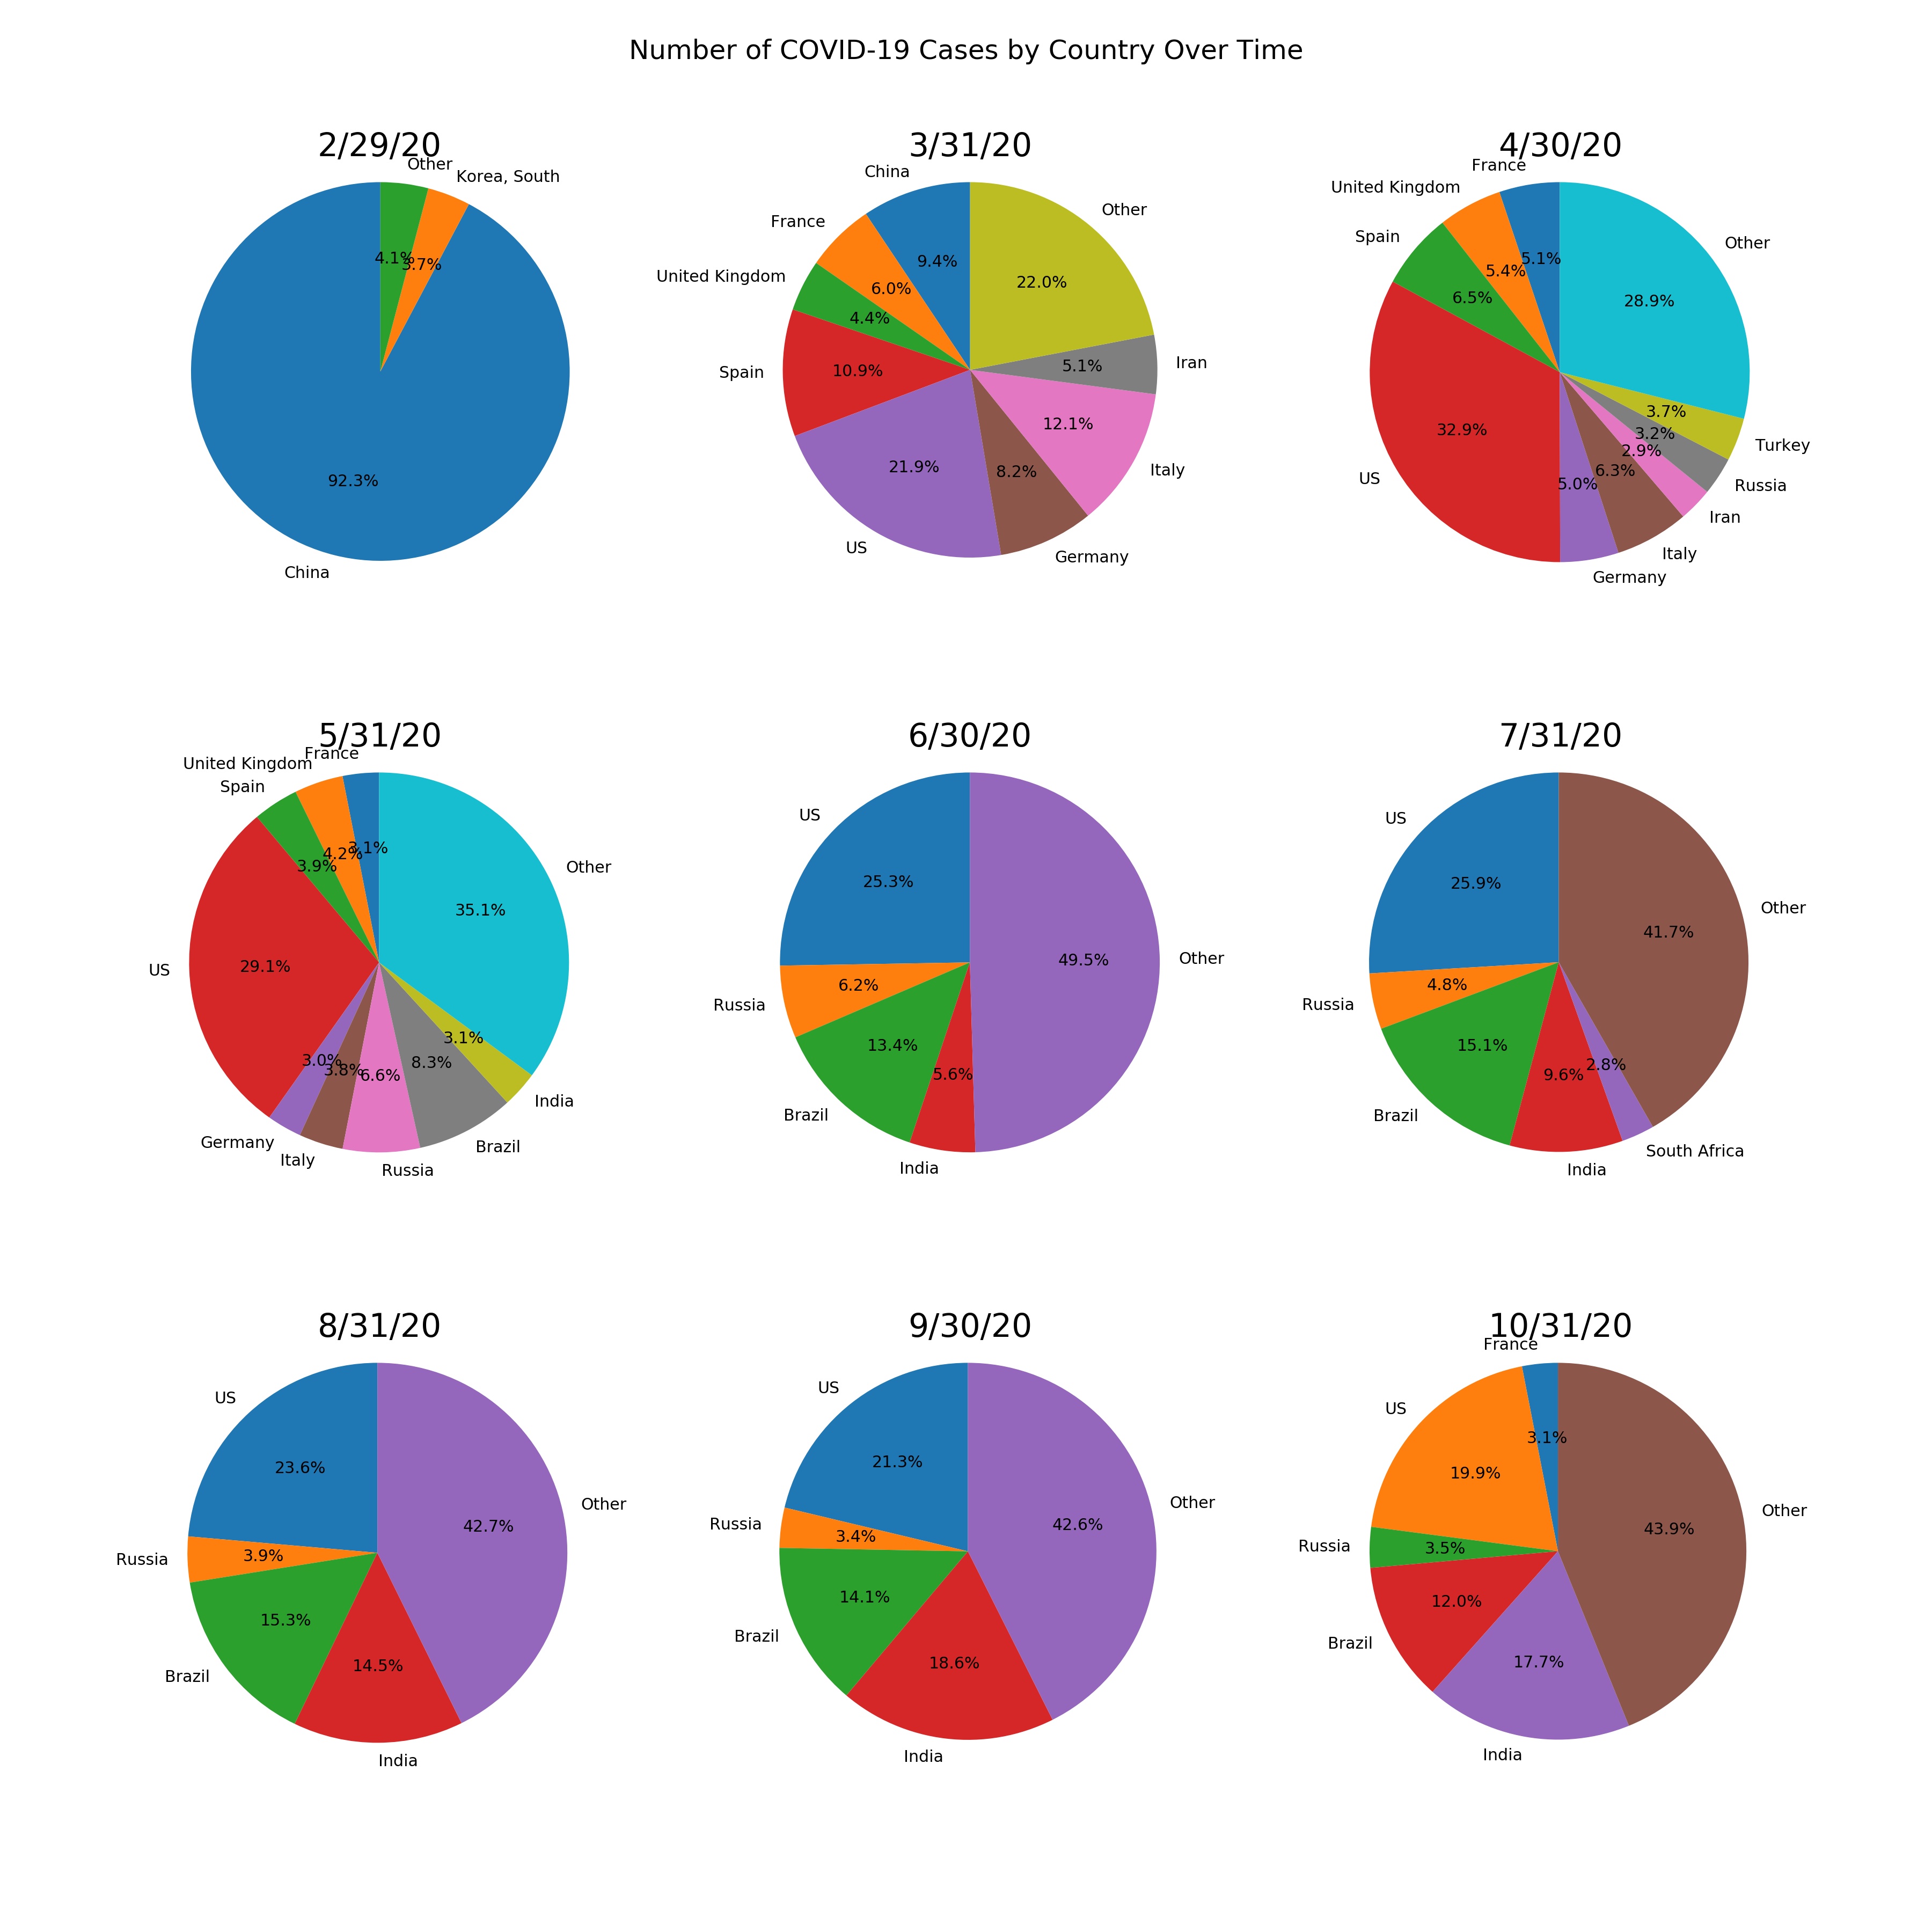 Number of COVID-19 Cases by Country Over Time
2/29/20
Other
Korea, South
4.1%
3.7%
92.3%
China
3/31/20
China
Other
France
United Kingdom
9.4%
22.0%
6.0%
4.4%
Spain
10.9%
5.1%
Iran
12.1%
21.9%
8.2%
Italy
US
Germany
4/30/20
France
United Kingdom
Spain
Other
5.1%
5.4%
6.5%
28.9%
3.7%
32.9%
3.2%
Turkey
2.9%
6.3%
5.0%
US
Russia
Iran
Italy
Germany
5/31/20
France
United Kingdom
Spain
3.1%
4.2%
3.9%
Other
35.1%
US
29.1%
3.1%
3.0%
3.8%
6.6%
8.3%
India
Germany
Italy
Russia
Brazil
6/30/20
US
25.3%
49.5%
Other
6.2%
Russia
13.4%
5.6%
Brazil
India
7/31/20
US
25.9%
Other
41.7%
4.8%
Russia
15.1%
9.6%
2.8%
Brazil
South Africa
India
8/31/20
US
23.6%
Other
42.7%
Russia
3.9%
15.3%
14.5%
Brazil
India
9/30/20
US
21.3%
Other
42.6%
Russia
3.4%
14.1%
Brazil
18.6%
India
10/31/20
France
US
3.1%
19.9%
Other
43.9%
Russia
3.5%
12.0%
Brazil
17.7%
India